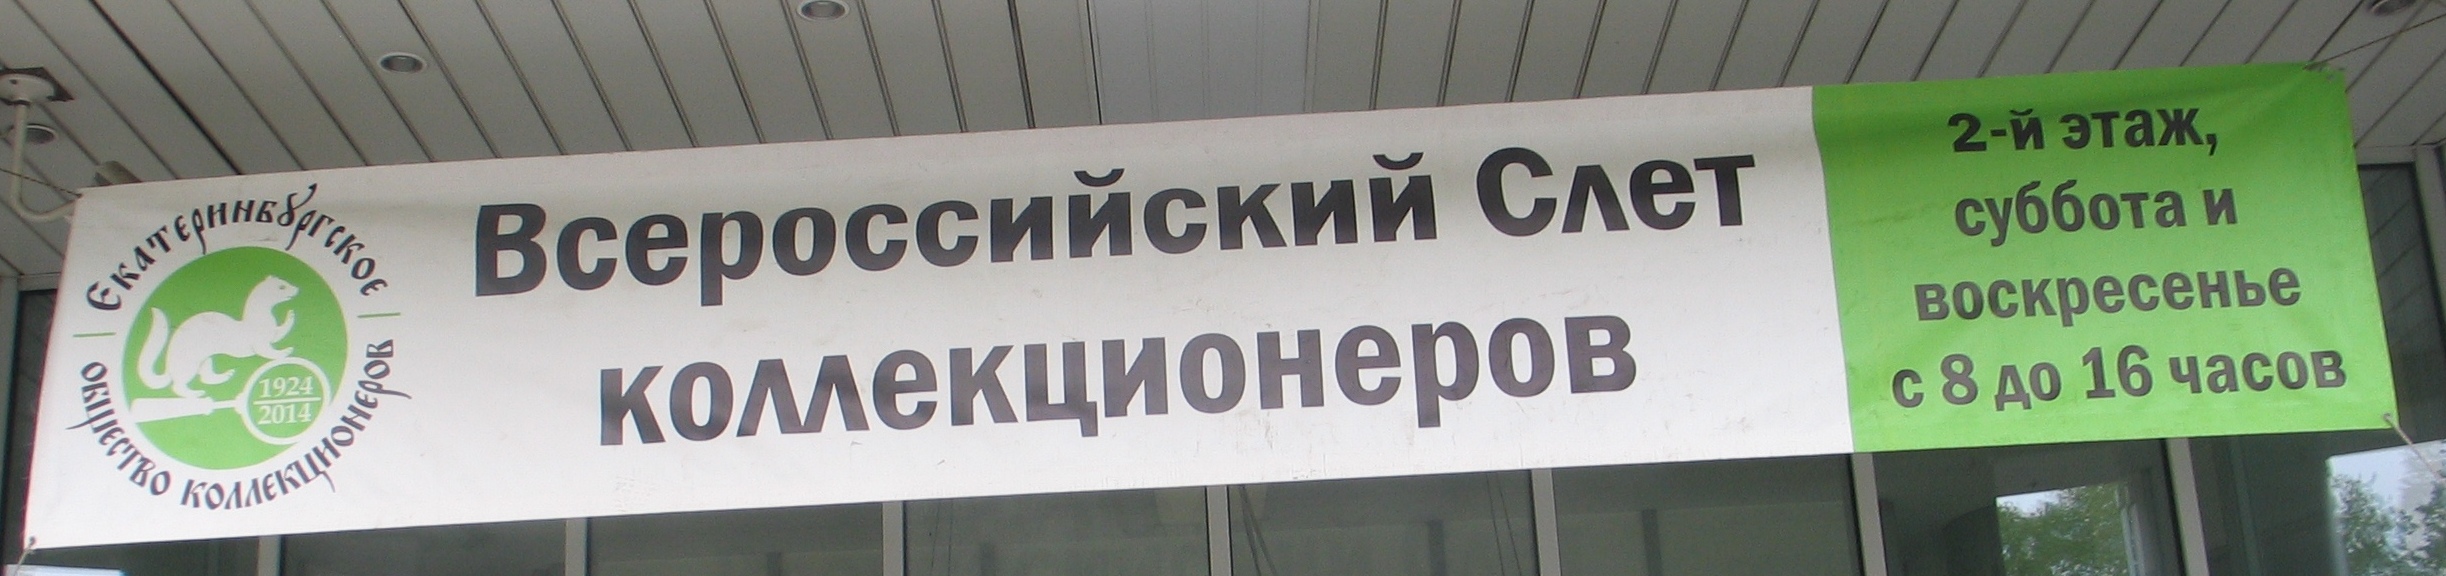 Екатеринбургское
общество коллекционеров
1924
2014
Всероссийский Слет
коллекционеров
2-й этаж,
суббота и
воскресенье
с 8 до 16 часов